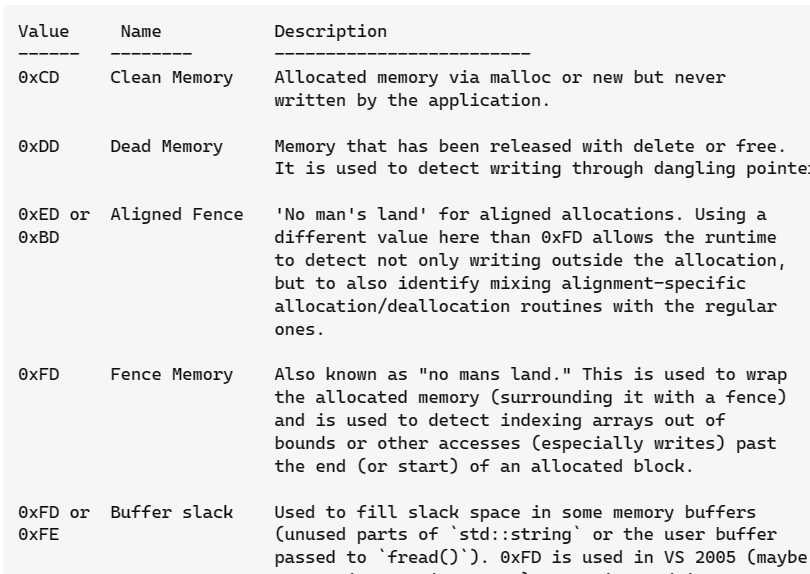 Value     Name           Description
------   --------        -------------------------
0xCD     Clean Memory    Allocated memory via malloc or new but never
                         written by the application.
0xDD     Dead Memory     Memory that has been released with delete or free.
                         It is used to detect writing through dangling
0xED or  Aligned Fence   'No man's land' for aligned allocations. Using a
0xBD                     different value here than 0xFD allows the runtime
                         to detect not only writing outside the allocation,
                         but to also identify mixing alignment-specific
                         allocation/deallocation routines with the regular
                         ones.
0xFD     Fence Memory    Also known as "no mans land." This is used to wrap
                         the allocated memory (surrounding it with a fence)
                         and is used to detect indexing arrays out of
                         bounds or other accesses (especially writes) past
                         the end (or start) of an allocated block.
0xFD or  Buffer slack    Used to fill slack space in some memory buffers
0xFE                     (unused parts of `std::string` or the user buffer
                         passed to `fread()`). 0xFD is used in VS 2005 (maybe